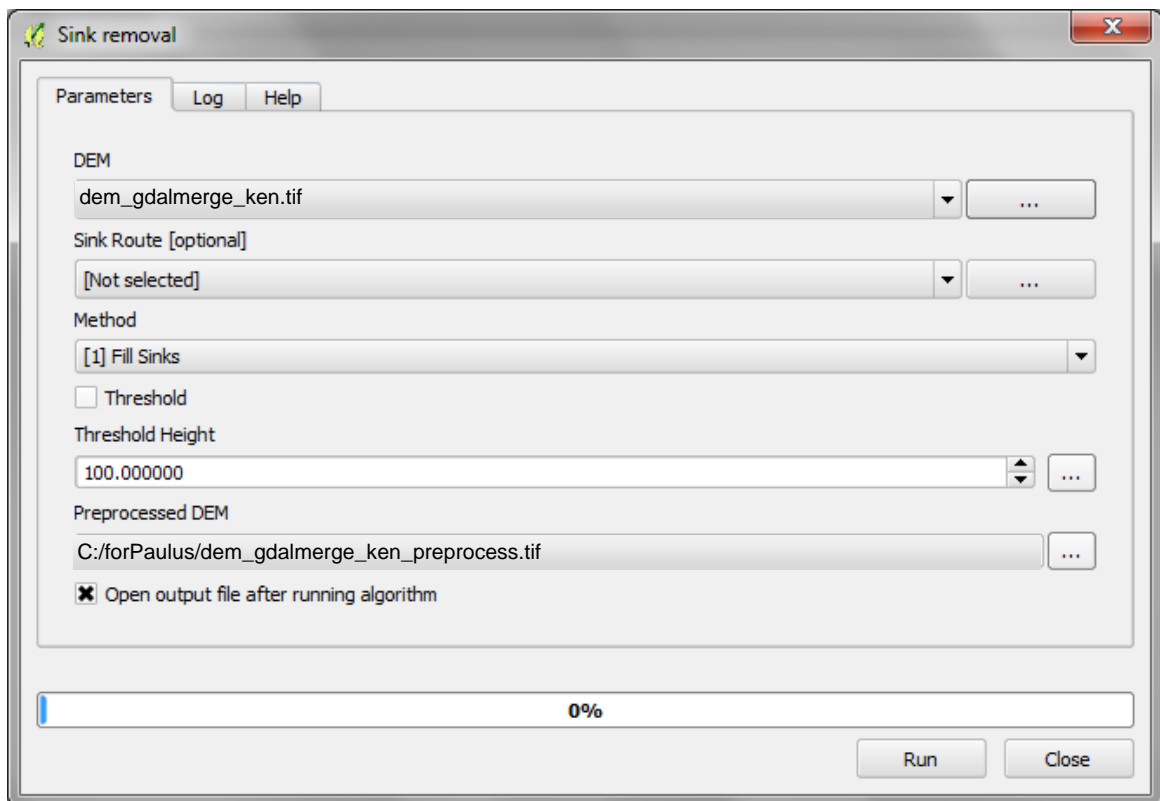 Sink removal
Parameters Log Help
DEM
dem_gdalmerge_ken.tif ...
Sink Route [optional]
[Not selected] ...
Method
[1] Fill Sinks
Threshold
Threshold Height
100.000000 ...
Preprocessed DEM
C:/forPaulus/dem_gdalmerge_ken_preprocess.tif ...
Open output file after running algorithm
0%
Run Close